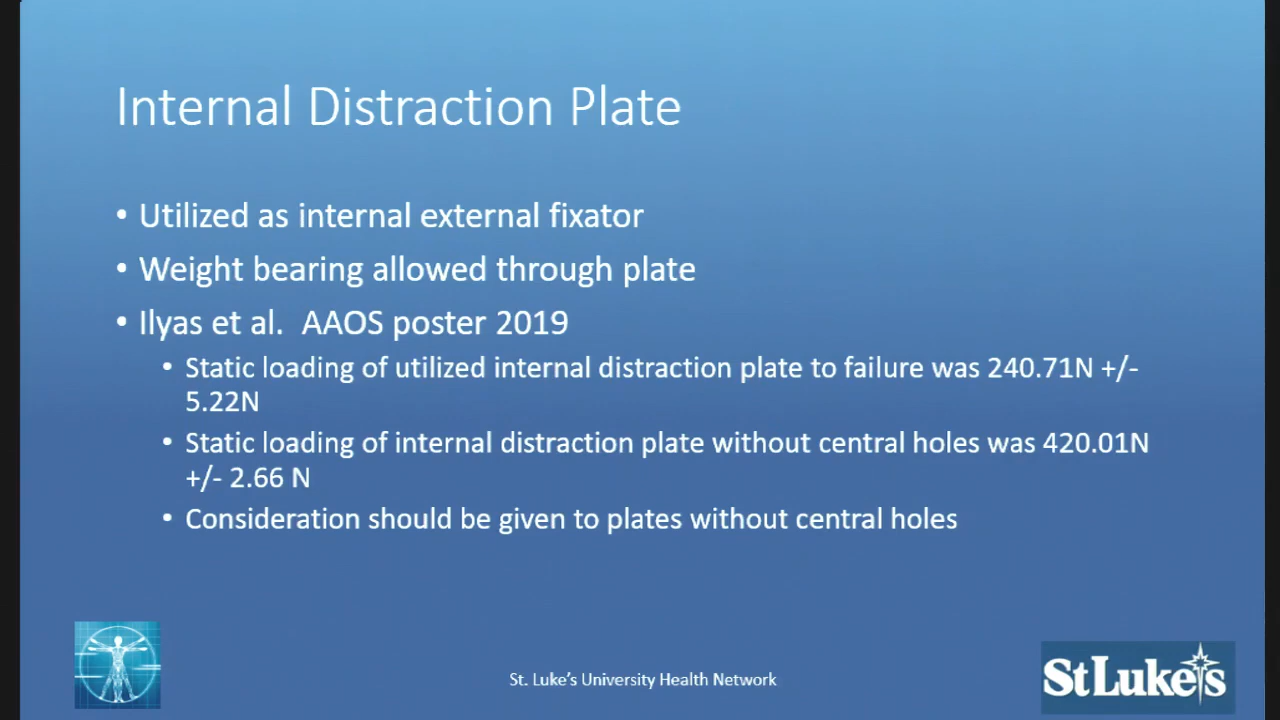 Internal Distraction Plate
• Utilized as internal external fixator
• Weight bearing allowed through plate
• Ilyas et al.  AAOS poster 2019
• Static loading of utilized internal distraction plate to failure was 240.71N +/-
5.22N
• Static loading of internal distraction plate without central holes was 420.01N
+/- 2.66 N
• Consideration should be given to plates without central holes
St. Luke's University Health Network
StLuke's